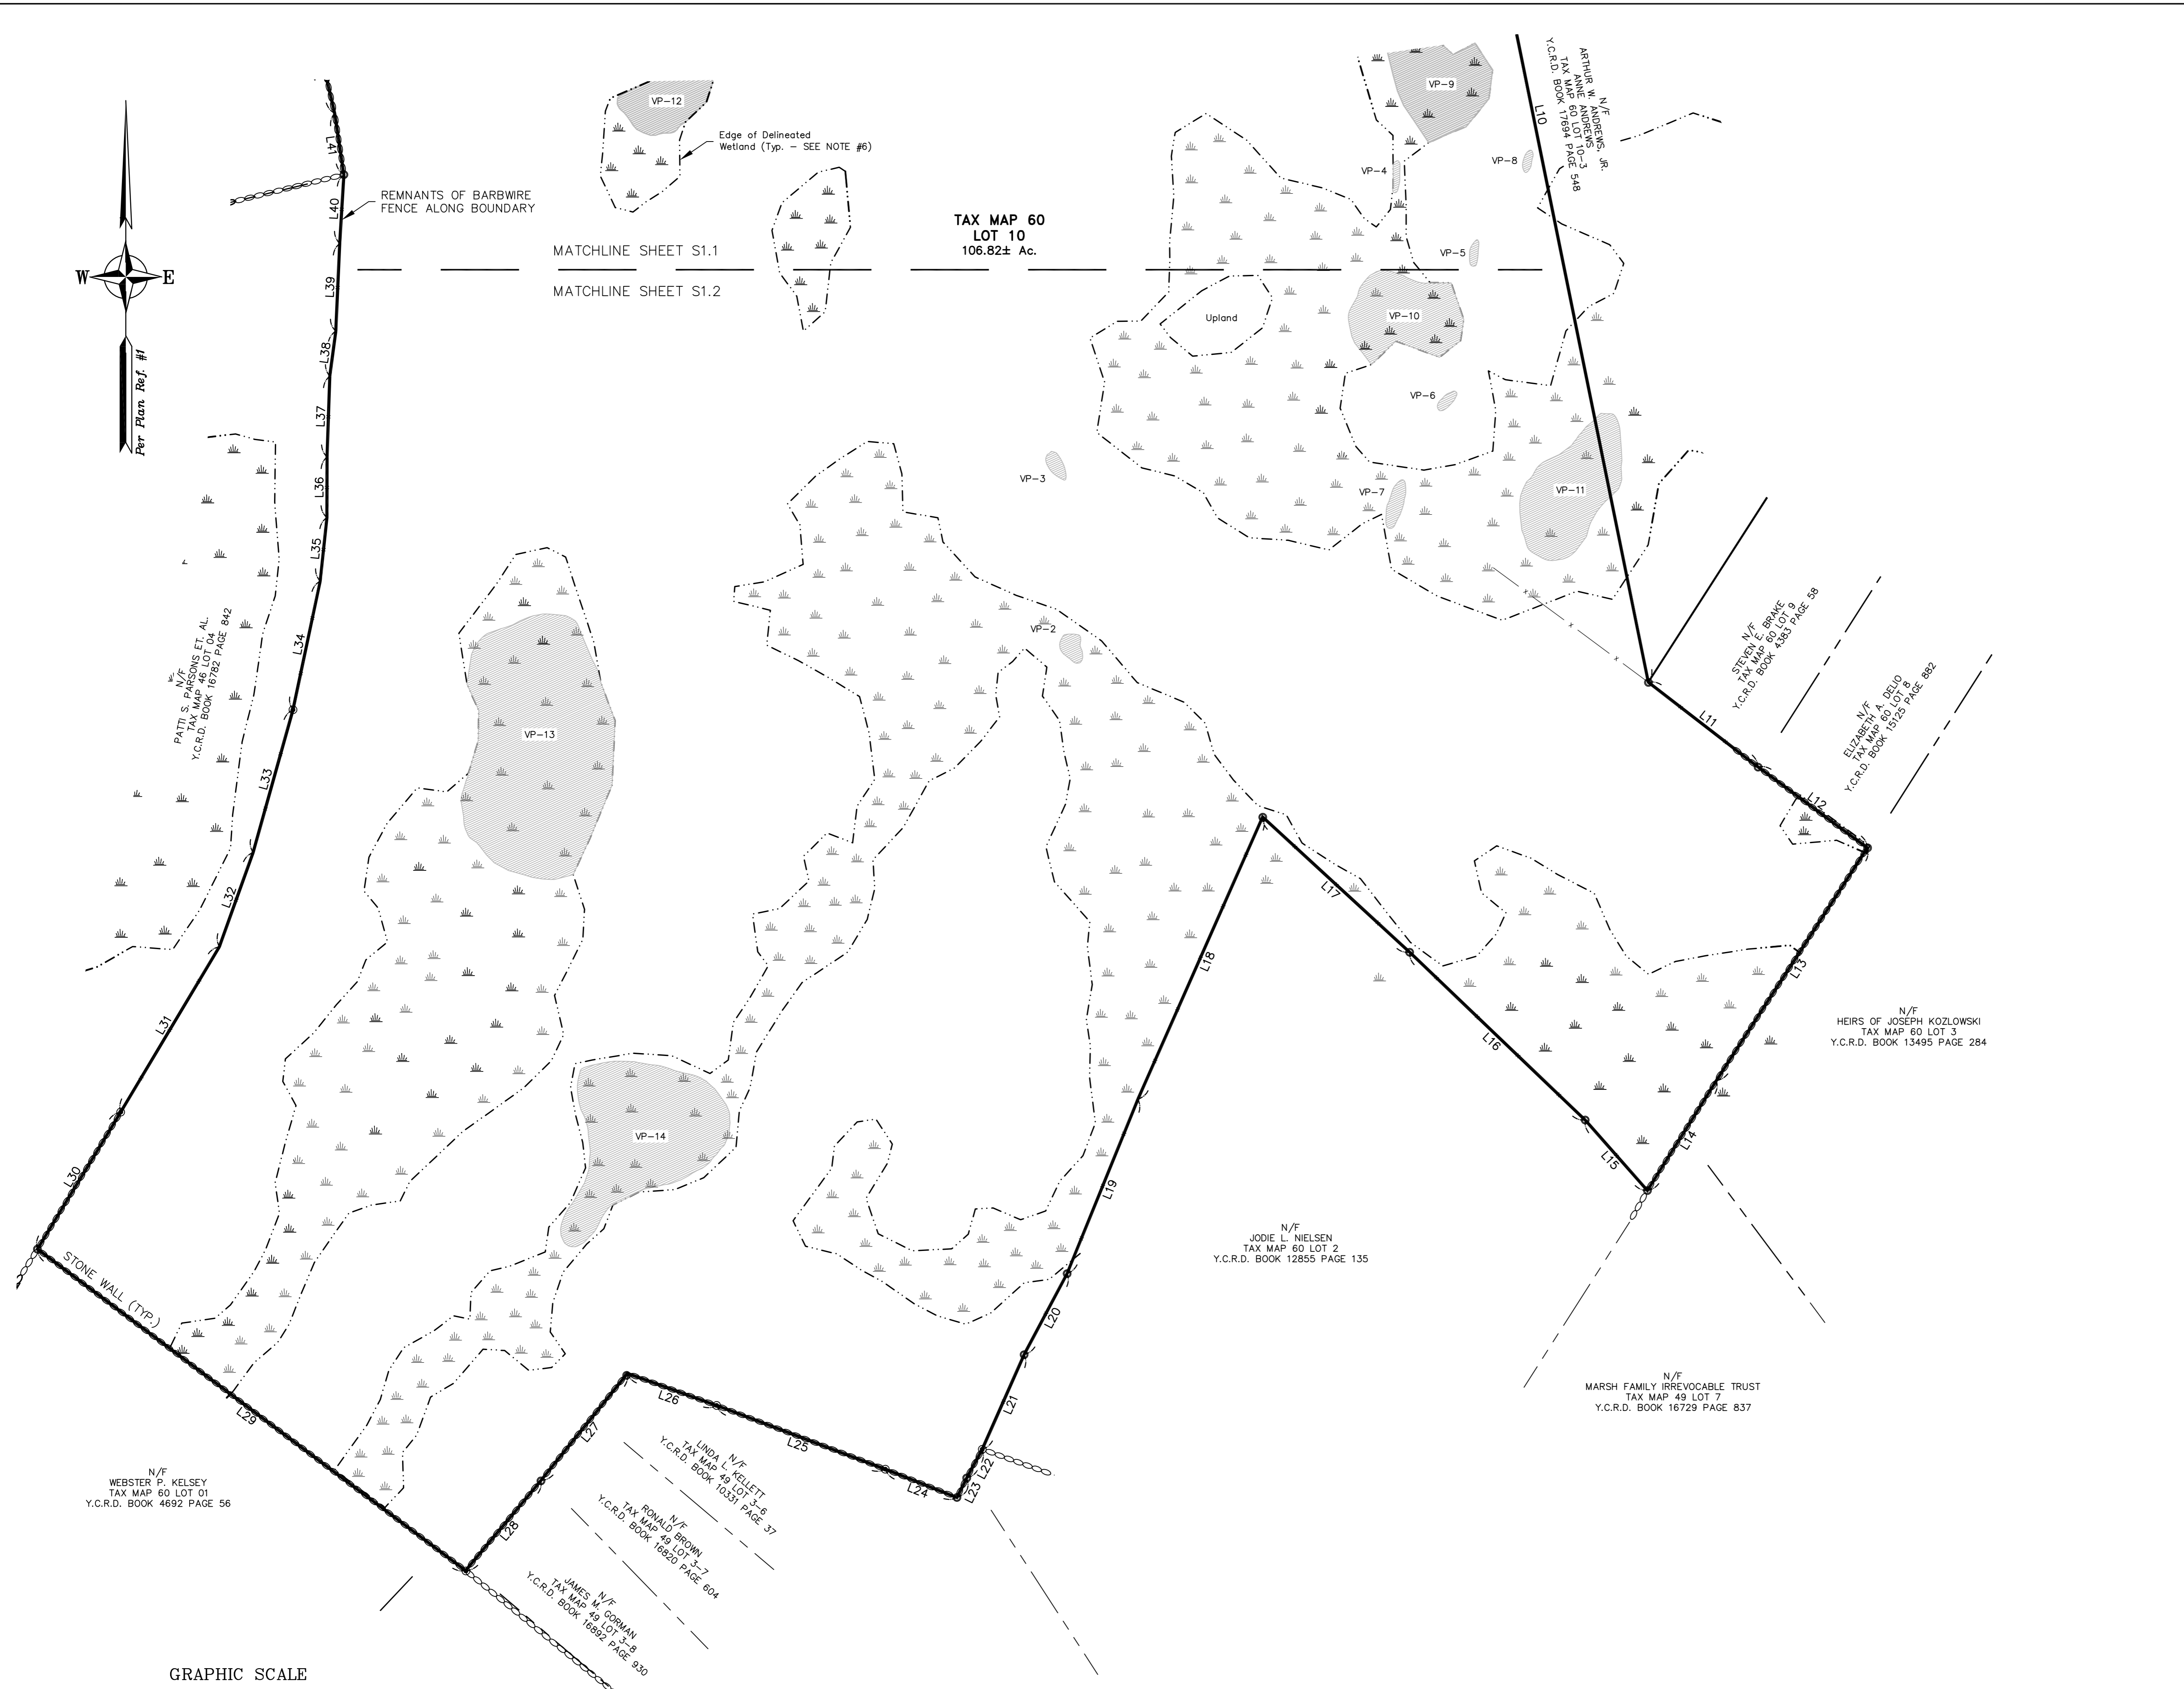 VP-12
Edge of Delineated
Wetland (Typ. – SEE NOTE #6)
VP-9
N/F
ARTHUR W. ANDREWS, JR.
ANNE ANDREWS
TAX MAP 60 LOT 10-3
Y.C.R.D. BOOK 17694 PAGE 548
L10
L41
VP-4
VP-8
L40
REMNANTS OF BARBWIRE
FENCE ALONG BOUNDARY
TAX MAP 60
LOT 10
106.82± Ac.
MATCHLINE SHEET S1.1
MATCHLINE SHEET S1.2
VP-5
W
E
Per Plan Ref. #1
L39
L38
L37
L36
L35
L34
L33
L32
L31
L30
Upland
VP-10
VP-6
VP-3
VP-7
VP-11
VP-2
VP-13
VP-14
N/F
PATTI S. PARSONS ET. AL.
TAX MAP 46 LOT 04
Y.C.R.D. BOOK 16782 PAGE 842
N/F
STEVEN E. BRAKE
TAX MAP 60 LOT 9
Y.C.R.D. BOOK 4383 PAGE 58
N/F
ELIZABETH A. DELIO
TAX MAP 60 LOT 8
Y.C.R.D. BOOK 15125 PAGE 882
x
x
x
L11
L12
L13
L14
L15
L16
L17
L18
L19
L20
L21
L22
L23
L24
L25
L26
L27
L28
L29
N/F
HEIRS OF JOSEPH KOZLOWSKI
TAX MAP 60 LOT 3
Y.C.R.D. BOOK 13495 PAGE 284
N/F
JODIE L. NIELSEN
TAX MAP 60 LOT 2
Y.C.R.D. BOOK 12855 PAGE 135
N/F
MARSH FAMILY IRREVOCABLE TRUST
TAX MAP 49 LOT 7
Y.C.R.D. BOOK 16729 PAGE 837
STONE WALL (TYP.)
N/F
WEBSTER P. KELSEY
TAX MAP 60 LOT 01
Y.C.R.D. BOOK 4692 PAGE 56
N/F
LINDA L. KELLETT
TAX MAP 49 LOT 3-6
Y.C.R.D. BOOK 10331 PAGE 37
N/F
RONALD BROWN
TAX MAP 49 LOT 3-7
Y.C.R.D. BOOK 16820 PAGE 604
N/F
JAMES M. GORMAN
TAX MAP 49 LOT 3-8
Y.C.R.D. BOOK 16892 PAGE 930
GRAPHIC SCALE